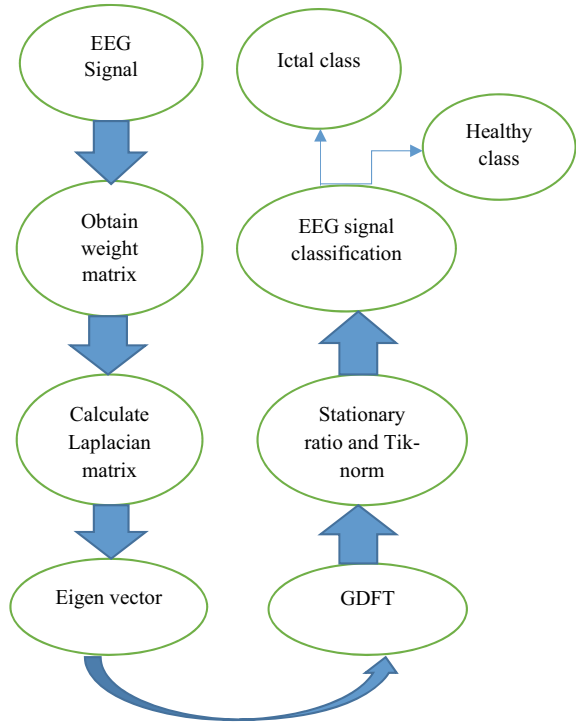 EEG
Signal
Obtain
weight
matrix
Calculate
Laplacian
matrix
Eigen vector
GDFT
Stationary
ratio and Tik-
norm
EEG signal
classification
Ictal class
Healthy
class